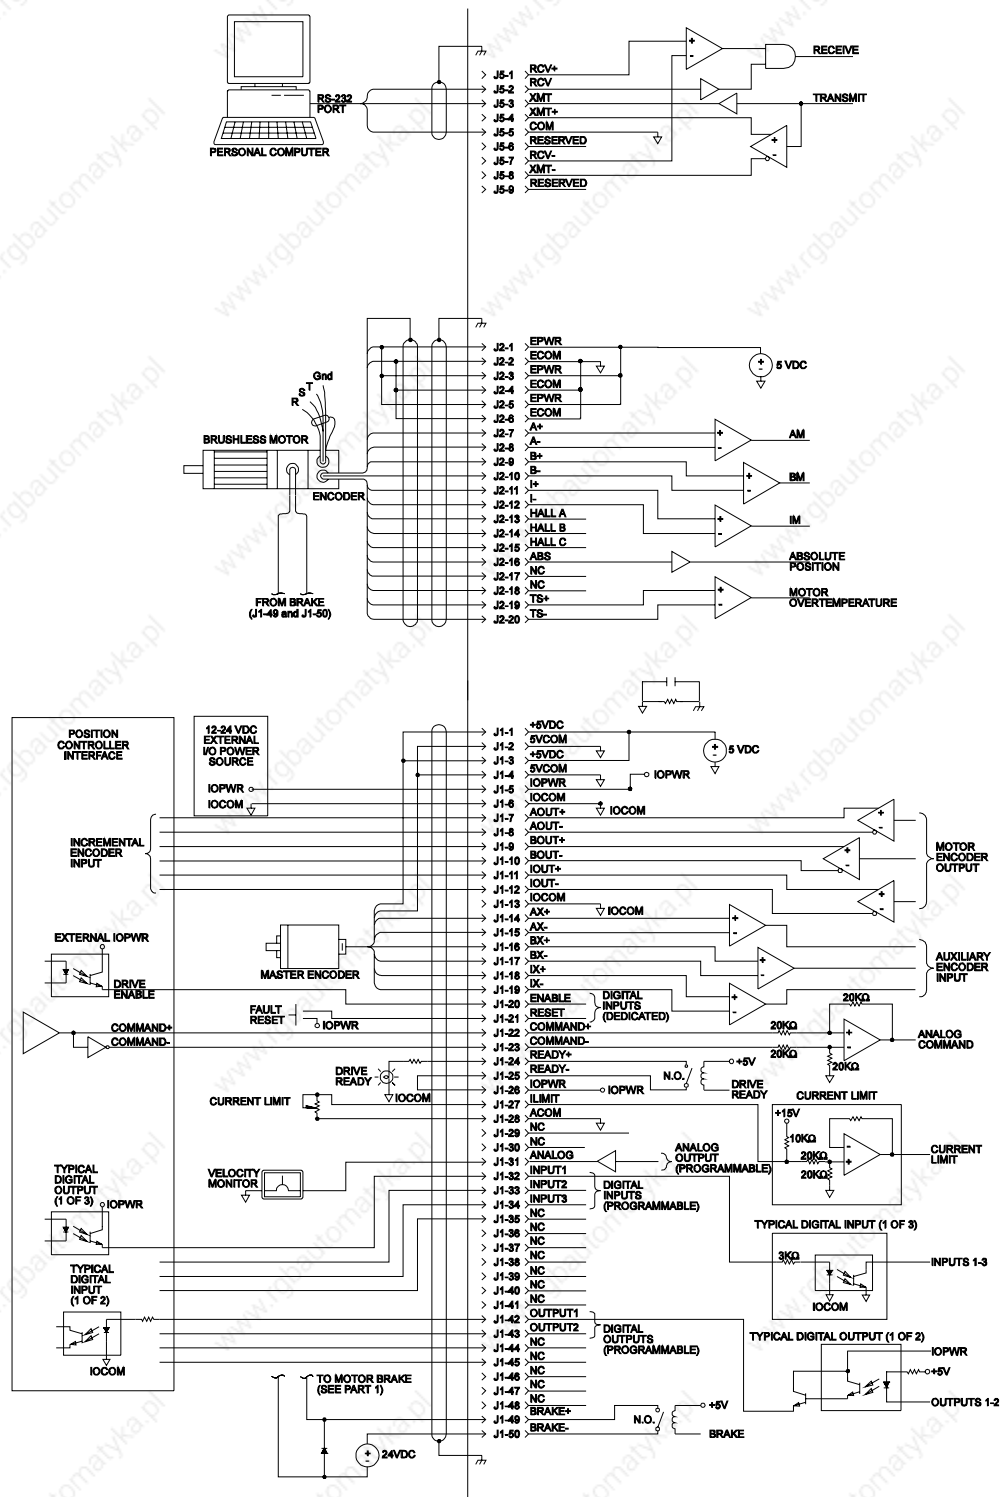 RS-232
PORT
PERSONAL COMPUTER
J5-1 RCV+
J5-2 RCV
J5-3 XMT
J5-4 XMT+
J5-5 COM
J5-6 RESERVED
J5-7 RCV-
J5-8 XMT-
J5-9 RESERVED
+
-
RECEIVE
TRANSMIT
+
-
Gnd
T
S
R
BRUSHLESS MOTOR
ENCODER
FROM BRAKE
(J1-49 and J1-50)
J2-1 EPWR
J2-2 ECOM
J2-3 EPWR
J2-4 ECOM
J2-5 EPWR
J2-6 ECOM
J2-7 A+
J2-8 A-
J2-9 B+
J2-10 B-
J2-11 I+
J2-12 I-
J2-13 HALL A
J2-14 HALL B
J2-15 HALL C
J2-16 ABS
J2-17 NC
J2-18 NC
J2-19 TS+
J2-20 TS-
5 VDC
AM
BM
IM
ABSOLUTE
POSITION
MOTOR
OVERTEMPERATURE
POSITION
CONTROLLER
INTERFACE
12-24 VDC
EXTERNAL
I/O POWER
SOURCE
IOPWR
IOCOM
INCREMENTAL
ENCODER
INPUT
EXTERNAL IOPWR
DRIVE
ENABLE
MASTER ENCODER
FAULT
RESET
IOPWR
COMMAND+
COMMAND-
DRIVE
READY
IOCOM
CURRENT LIMIT
VELOCITY
MONITOR
TYPICAL
DIGITAL
OUTPUT
(1 OF 3)
IOPWR
TYPICAL
DIGITAL
INPUT
(1 OF 2)
IOCOM
TO MOTOR BRAKE
(SEE PART 1)
24VDC
J1-1 +5VDC
J1-2 5VCOM
J1-3 +5VDC
J1-4 5VCOM
J1-5 IOPWR
J1-6 IOCOM
J1-7 AOUT+
J1-8 AOUT-
J1-9 BOUT+
J1-10 BOUT-
J1-11 IOUT+
J1-12 IOUT-
J1-13 IOCOM
J1-14 AX+
J1-15 AX-
J1-16 BX+
J1-17 BX-
J1-18 IX+
J1-19 IX-
J1-20 ENABLE
J1-21 RESET
J1-22 COMMAND+
J1-23 COMMAND-
J1-24 READY+
J1-25 READY-
J1-26 IOPWR
J1-27 ILIMIT
J1-28 ACOM
J1-29 NC
J1-30 NC
J1-31 ANALOG
J1-32 INPUT1
J1-33 INPUT2
J1-34 INPUT3
J1-35 NC
J1-36 NC
J1-37 NC
J1-38 NC
J1-39 NC
J1-40 NC
J1-41 NC
J1-42 OUTPUT1
J1-43 OUTPUT2
J1-44 NC
J1-45 NC
J1-46 NC
J1-47 NC
J1-48 NC
J1-49 BRAKE+
J1-50 BRAKE-
5 VDC
IOPWR
IOCOM
MOTOR
ENCODER
OUTPUT
IOCOM
AUXILIARY
ENCODER
INPUT
DIGITAL
INPUTS
(DEDICATED)
20KΩ
20KΩ
20KΩ
20KΩ
ANALOG
COMMAND
N.O.
+5V
DRIVE
READY
IOPWR
CURRENT LIMIT
+15V
10KΩ
20KΩ
20KΩ
CURRENT
LIMIT
ANALOG
OUTPUT
(PROGRAMMABLE)
DIGITAL
INPUTS
(PROGRAMMABLE)
TYPICAL DIGITAL INPUT (1 OF 3)
3KΩ
INPUTS 1-3
IOCOM
DIGITAL
OUTPUTS
(PROGRAMMABLE)
TYPICAL DIGITAL OUTPUT (1 OF 2)
IOPWR
+5V
OUTPUTS 1-2
N.O.
+5V
BRAKE
www.rgbautomatyka.pl